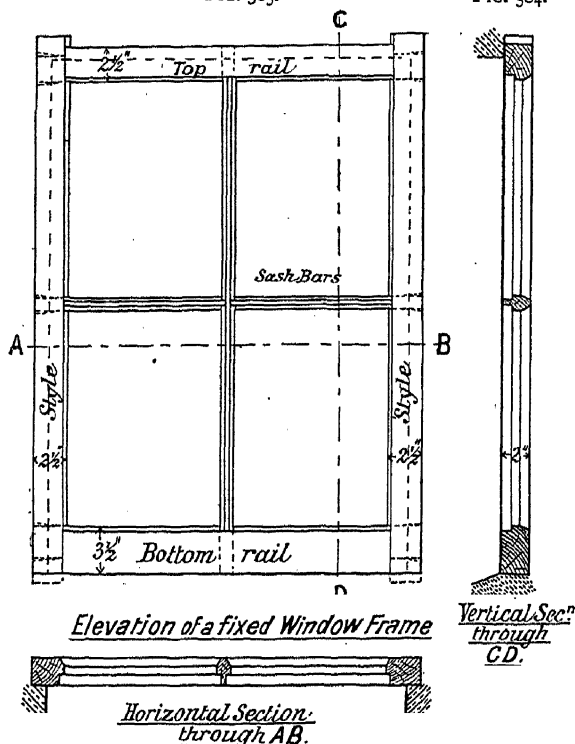 C
2½" Top rail
Sash Bars
A
B
Style
Style
2½"
2½"
2"
3½"
Bottom rail
D
Elevation of a fixed Window Frame
Vertical Secⁿ
through
CD.
Horizontal Section
through AB.